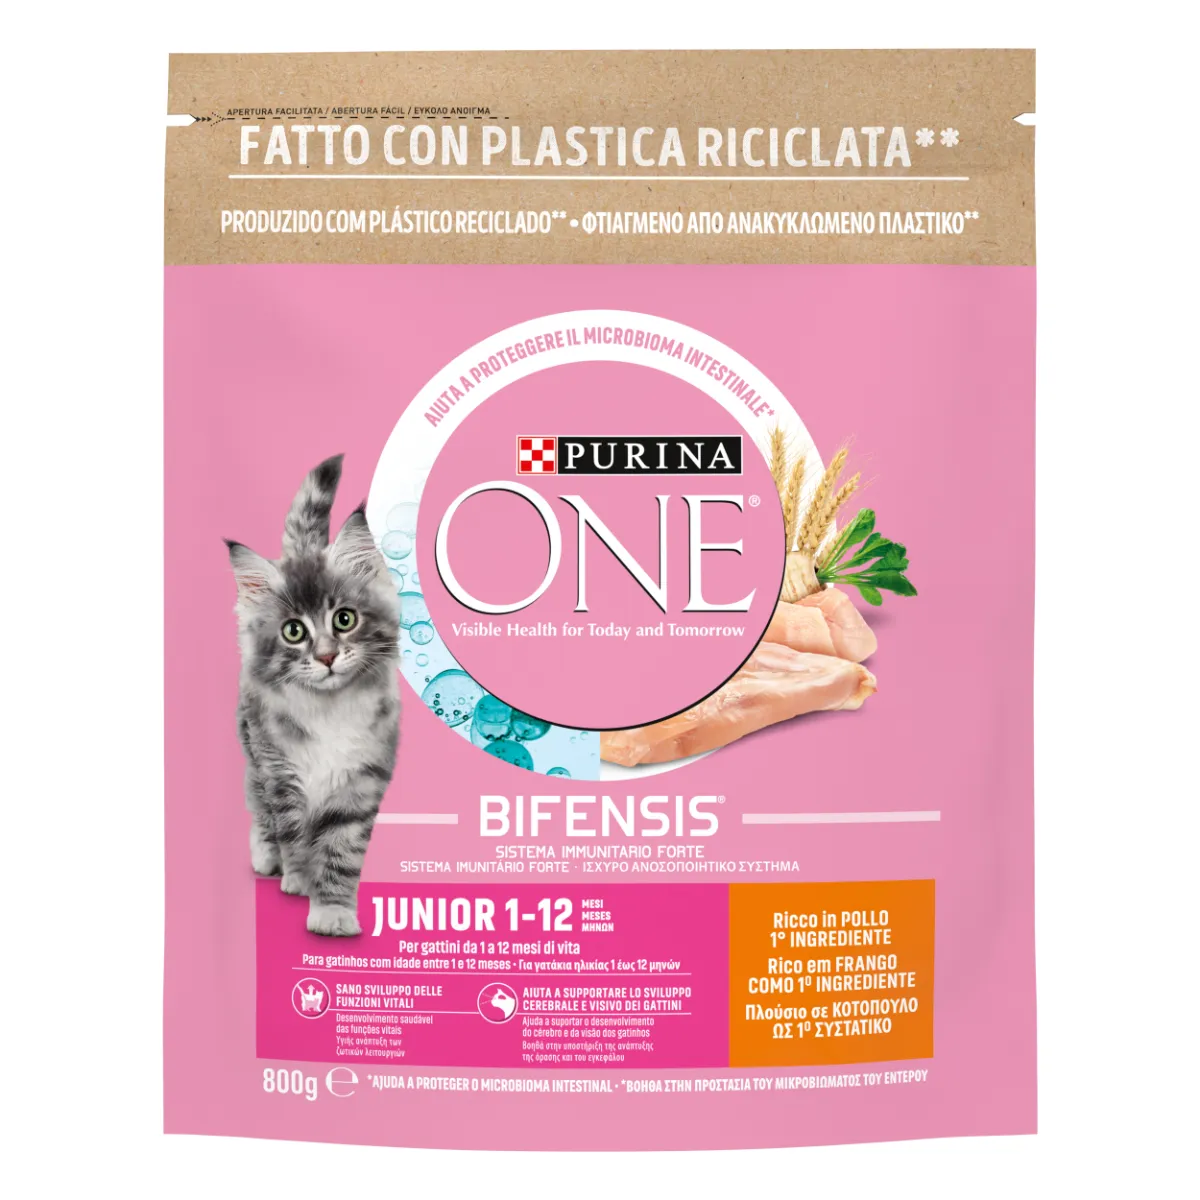 APERTURA FACILITATA / ABERTURA FÁCIL / ΕΥΚΟΛΟ ΑΝΟΙΓΜΑ
FATTO CON PLASTICA RICICLATA**
PRODUZIDO COM PLÁSTICO RECICLADO** • ΦΤΙΑΓΜΕΝΟ ΑΠΟ ΑΝΑΚΥΚΛΩΜΕΝΟ ΠΛΑΣΤΙΚΟ**
AIUTA A PROTEGGERE IL MICROBIOMA INTESTINALE*
PURINA
ONE®
Visible Health for Today and Tomorrow
BIFENSIS®
SISTEMA IMMUNITARIO FORTE
SISTEMA IMUNITÁRIO FORTE · ΙΣΧΥΡΟ ΑΝΟΣΟΠΟΙΗΤΙΚΟ ΣΥΣΤΗΜΑ
JUNIOR 1-12 MESI
MESES
ΜΗΝΩΝ
Per gattini da 1 a 12 mesi di vita
Para gatinhos com idade entre 1 e 12 meses · Για γατάκια ηλικίας 1 έως 12 μηνών
SANO SVILUPPO DELLE
FUNZIONI VITALI
Desenvolvimento saudável
das funções vitais
Υγιής ανάπτυξη των
ζωτικών λειτουργιών
AIUTA A SUPPORTARE LO SVILUPPO
CEREBRALE E VISIVO DEI GATTINI
Ajuda a suportar o desenvolvimento
do cérebro e da visão dos gatinhos
Βοηθά στην υποστήριξη της ανάπτυξης
της όρασης και του εγκεφάλου
Ricco in POLLO
1° INGREDIENTE
Rico em FRANGO
COMO 1º INGREDIENTE
Πλούσιο σε ΚΟΤΟΠΟΥΛΟ
ΩΣ 1º ΣΥΣΤΑΤΙΚΟ
800g ℮ *AJUDA A PROTEGER O MICROBIOMA INTESTINAL · *ΒΟΗΘΑ ΣΤΗΝ ΠΡΟΣΤΑΣΙΑ ΤΟΥ ΜΙΚΡΟΒΙΩΜΑΤΟΣ ΤΟΥ ΕΝΤΕΡΟΥ